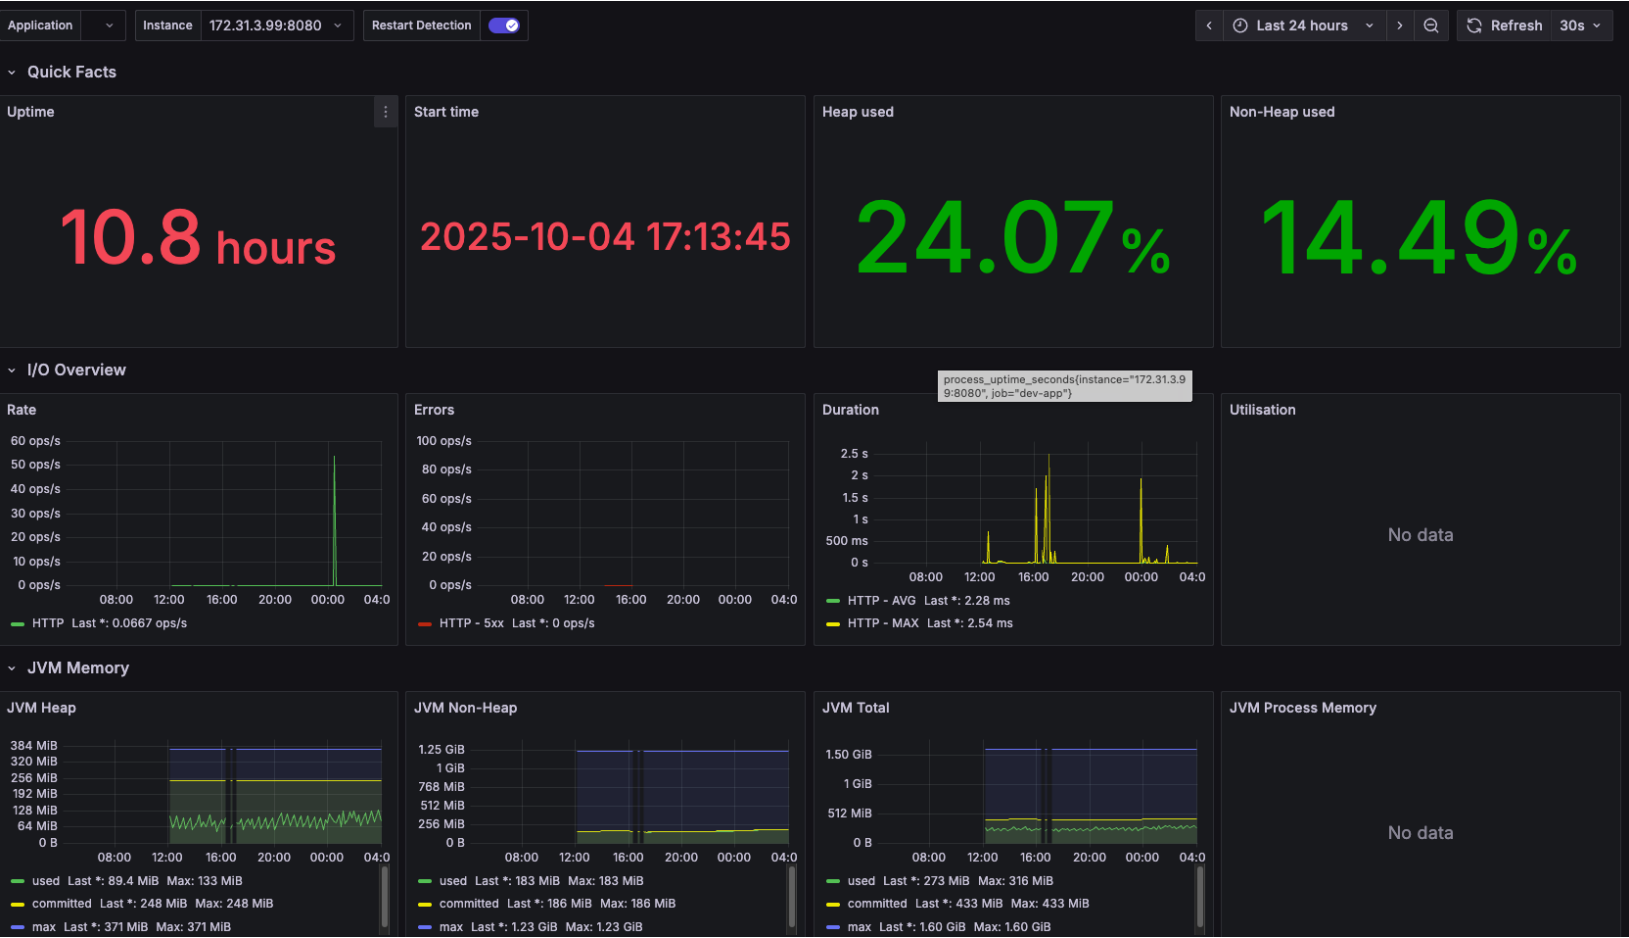 Application
Instance 172.31.3.99:8080
Restart Detection
Last 24 hours
Refresh 30s
Quick Facts
Uptime
10.8 hours
Start time
2025-10-04 17:13:45
Heap used
24.07%
Non-Heap used
14.49%
I/O Overview
process_uptime_seconds{instance="172.31.3.9
9:8080", job="dev-app"}
Rate
60 ops/s
50 ops/s
40 ops/s
30 ops/s
20 ops/s
10 ops/s
0 ops/s
08:00 12:00 16:00 20:00 00:00 04:0
HTTP Last *: 0.0667 ops/s
Errors
100 ops/s
80 ops/s
60 ops/s
40 ops/s
20 ops/s
0 ops/s
08:00 12:00 16:00 20:00 00:00 04:0
HTTP - 5xx Last *: 0 ops/s
Duration
2.5 s
2 s
1.5 s
1 s
500 ms
0 s
08:00 12:00 16:00 20:00 00:00 04:0
HTTP - AVG Last *: 2.28 ms
HTTP - MAX Last *: 2.54 ms
Utilisation
No data
JVM Memory
JVM Heap
384 MiB
320 MiB
256 MiB
192 MiB
128 MiB
64 MiB
0 B
08:00 12:00 16:00 20:00 00:00 04:0
used Last *: 89.4 MiB Max: 133 MiB
committed Last *: 248 MiB Max: 248 MiB
max Last *: 371 MiB Max: 371 MiB
JVM Non-Heap
1.25 GiB
1 GiB
768 MiB
512 MiB
256 MiB
0 B
08:00 12:00 16:00 20:00 00:00 04:0
used Last *: 183 MiB Max: 183 MiB
committed Last *: 186 MiB Max: 186 MiB
max Last *: 1.23 GiB Max: 1.23 GiB
JVM Total
1.50 GiB
1 GiB
512 MiB
0 B
08:00 12:00 16:00 20:00 00:00 04:0
used Last *: 273 MiB Max: 316 MiB
committed Last *: 433 MiB Max: 433 MiB
max Last *: 1.60 GiB Max: 1.60 GiB
JVM Process Memory
No data